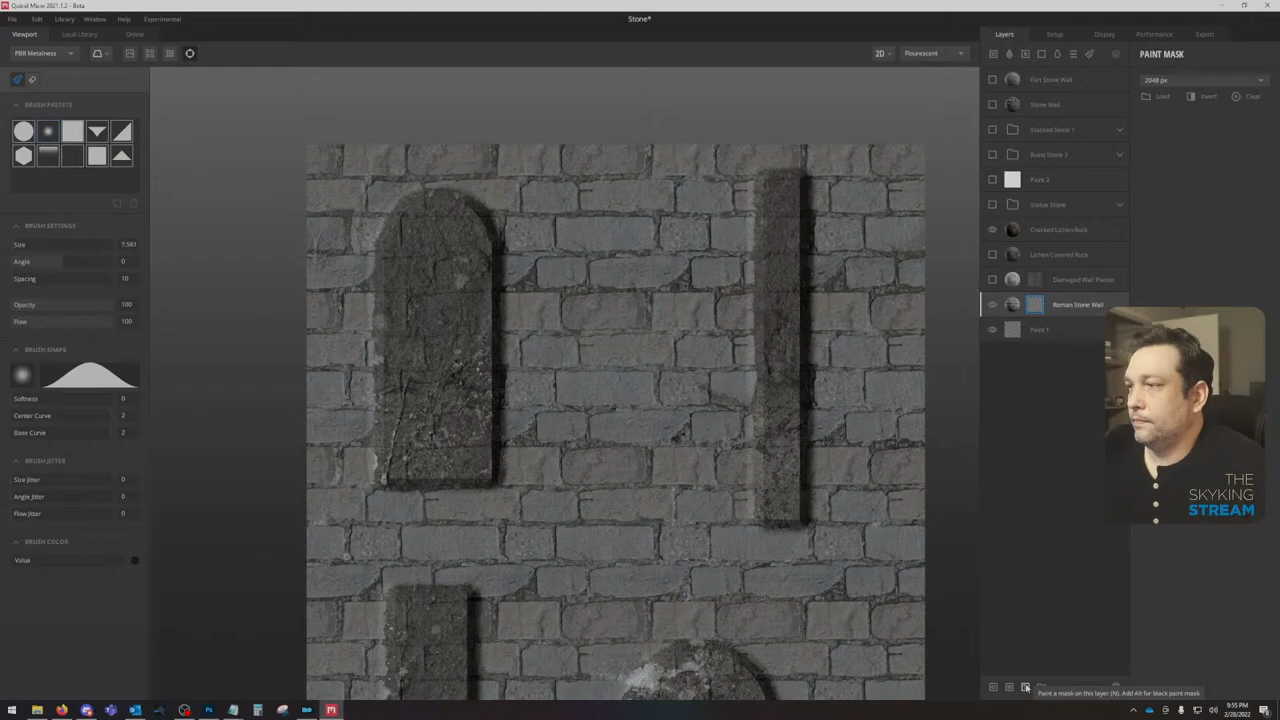 Quixel Mixer 2021.1.2 - Beta
File Edit Library Window Help Experimental
Stone*
Viewport Local Library Online
Layers Setup Display Performance Export
PBR Metalness
2D
Flourescent
PAINT MASK
2048 px
Load Invert Clear
BRUSH PRESETS
BRUSH SETTINGS
Size 7.561
Angle 0
Spacing 10
Opacity 100
Flow 100
BRUSH SHAPE
Softness 0
Center Curve 2
Base Curve 2
BRUSH JITTER
Size Jitter 0
Angle Jitter 0
Flow Jitter 0
BRUSH COLOR
Value
Fort Stone Wall
Stone Wall
Stacked Stone 1
Ruins Stone 2
Paint 2
Statue Stone
Cracked Lichen Rock
Lichen Covered Rock
Damaged Wall Plaster
Roman Stone Wall
Paint 1
THE
SKYKING
STREAM
Paint a mask on this layer (N). Add Alt for black paint mask
9:55 PM
2/28/2022